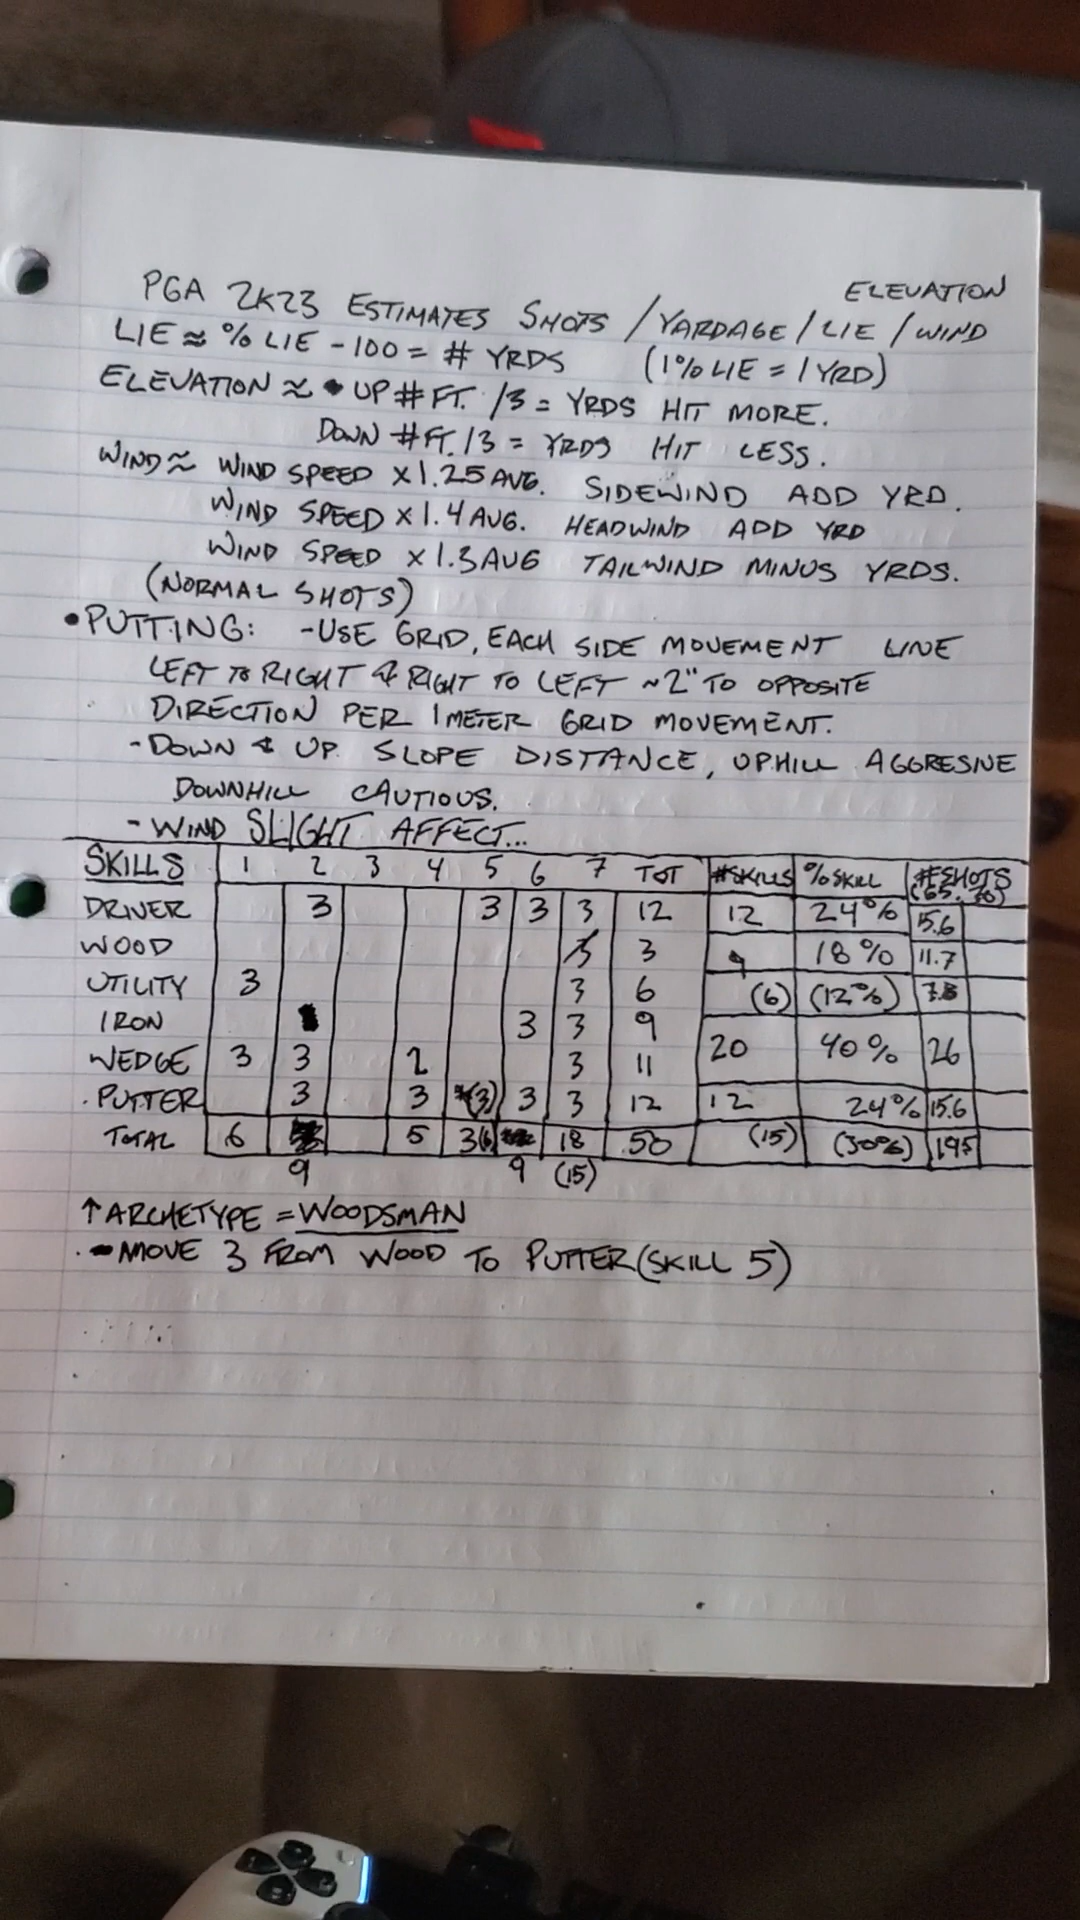 ELEVATION
PGA 2K23 ESTIMATES SHOTS / YARDAGE / LIE / WIND
LIE ≈ % LIE - 100 = # YRDS (1% LIE = 1 YRD)
ELEVATION ≈ • UP # FT. /3 = YRDS HIT MORE.
DOWN # FT. /3 = YRDS HIT LESS.
WIND ≈ WIND SPEED X 1.25 AVG. SIDEWIND ADD YRD.
WIND SPEED X 1.4 AVG. HEADWIND ADD YRD
WIND SPEED X 1.3 AVG TAILWIND MINUS YRDS.
(NORMAL SHOTS)
• PUTTING: - USE GRID, EACH SIDE MOVEMENT LINE
LEFT TO RIGHT & RIGHT TO LEFT ~2" TO OPPOSITE
DIRECTION PER 1 METER GRID MOVEMENT.
- DOWN & UP SLOPE DISTANCE, UPHILL AGGRESIVE
DOWNHILL CAUTIOUS.
- WIND SLIGHT AFFECT...
SKILLS 1 2 3 4 5 6 7 TOT #SKILLS % SKILL #SHOTS
DRIVER 3 3 3 3 12 12 24% 15.6
WOOD 3 3 9 18% 11.7
UTILITY 3 3 6 (6) (12%) 7.8
IRON 3 3 9
WEDGE 3 3 2 3 11 20 40% 26
PUTTER 3 3 (3) 3 3 12 12 24% 15.6
TOTAL 6 5 3(6) 18 50 (15) (30%) 19.5
9 9 (15)
↑ ARCHETYPE = WOODSMAN
- MOVE 3 FROM WOOD TO PUTTER (SKILL 5)